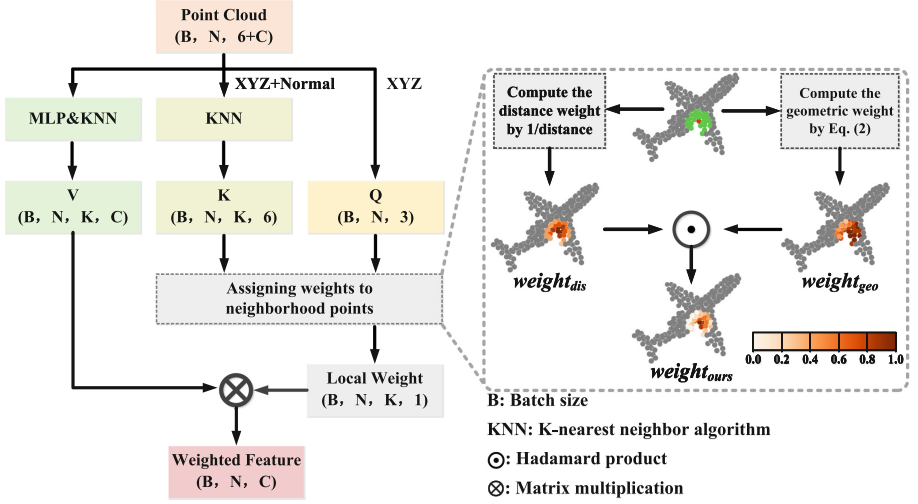 Point Cloud
(B, N, 6+C)
XYZ+Normal
XYZ
MLP&KNN
KNN
V
(B, N, K, C)
K
(B, N, K, 6)
Q
(B, N, 3)
Assigning weights to
neighborhood points
Local Weight
(B, N, K, 1)
Weighted Feature
(B, N, C)
Compute the
distance weight
by 1/distance
Compute the
geometric weight
by Eq. (2)
weight_dis
weight_geo
weight_ours
0.0 0.2 0.4 0.6 0.8 1.0
B: Batch size
KNN: K-nearest neighbor algorithm
⊙: Hadamard product
⊗: Matrix multiplication